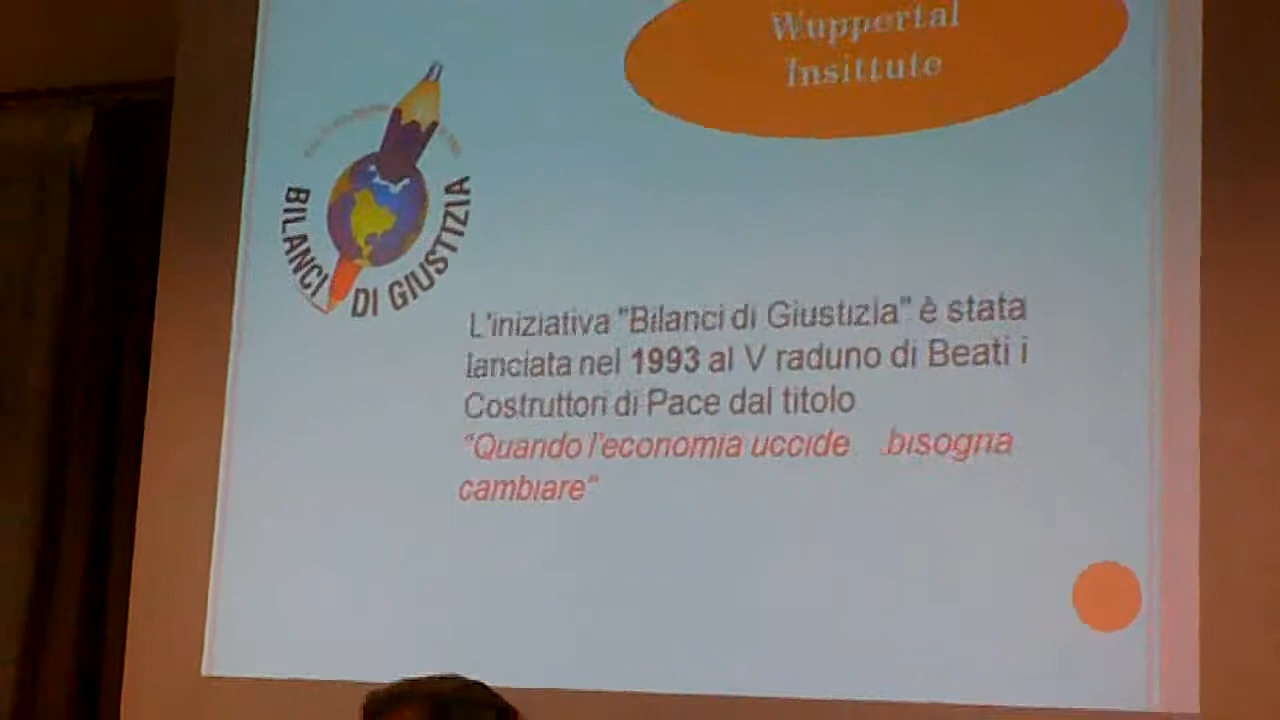 Wuppertal
Insittute
BILANCI DI GIUSTIZIA
L'iniziativa "Bilanci di Giustizia" è stata
lanciata nel 1993 al V raduno di Beati i
Costruttori di Pace dal titolo
"Quando l'economia uccide bisogna
cambiare"